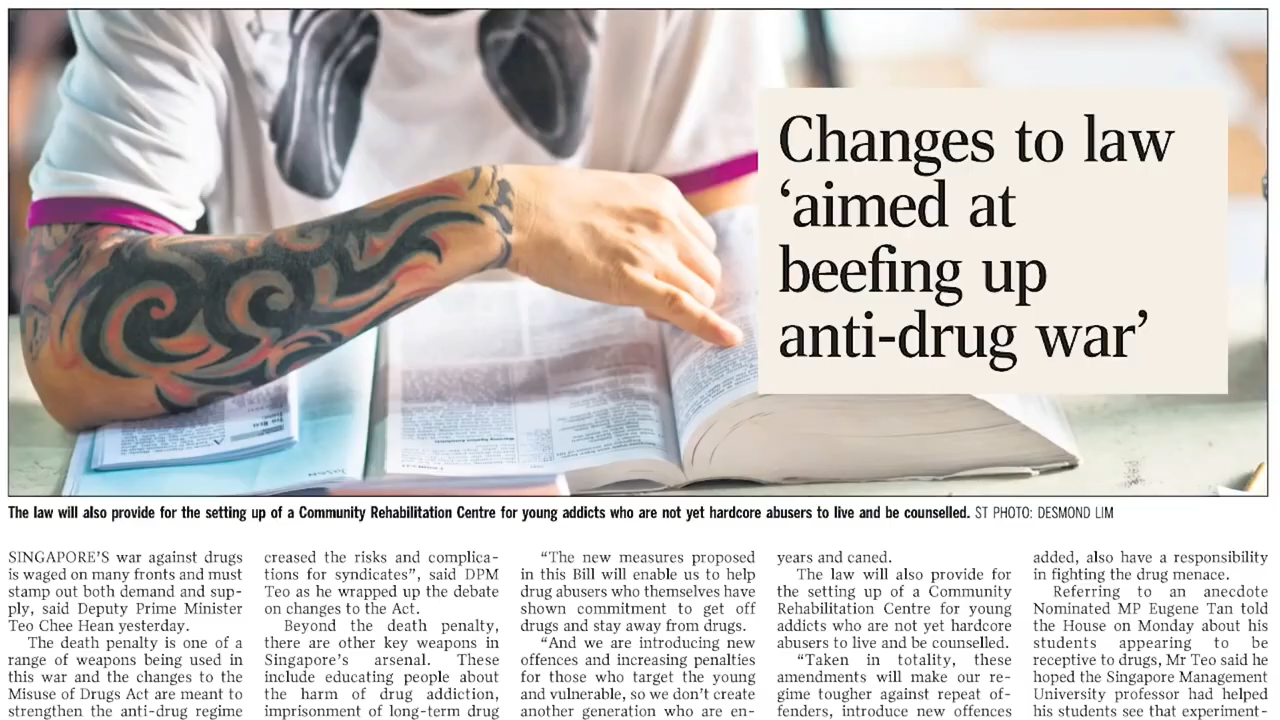 Changes to law
‘aimed at
beefing up
anti-drug war’
The law will also provide for the setting up of a Community Rehabilitation Centre for young addicts who are not yet hardcore abusers to live and be counselled. ST PHOTO: DESMOND LIM
SINGAPORE’S war against drugs
is waged on many fronts and must
stamp out both demand and sup-
ply, said Deputy Prime Minister
Teo Chee Hean yesterday.
The death penalty is one of a
range of weapons being used in
this war and the changes to the
Misuse of Drugs Act are meant to
strengthen the anti-drug regime
creased the risks and complica-
tions for syndicates”, said DPM
Teo as he wrapped up the debate
on changes to the Act.
Beyond the death penalty,
there are other key weapons in
Singapore’s arsenal. These
include educating people about
the harm of drug addiction,
imprisonment of long-term drug
“The new measures proposed
in this Bill will enable us to help
drug abusers who themselves have
shown commitment to get off
drugs and stay away from drugs.
“And we are introducing new
offences and increasing penalties
for those who target the young
and vulnerable, so we don’t create
another generation who are en-
years and caned.
The law will also provide for
the setting up of a Community
Rehabilitation Centre for young
addicts who are not yet hardcore
abusers to live and be counselled.
“Taken in totality, these
amendments will make our re-
gime tougher against repeat of-
fenders, introduce new offences
added, also have a responsibility
in fighting the drug menace.
Referring to an anecdote
Nominated MP Eugene Tan told
the House on Monday about his
students appearing to be
receptive to drugs, Mr Teo said he
hoped the Singapore Management
University professor had helped
his students see that experiment-